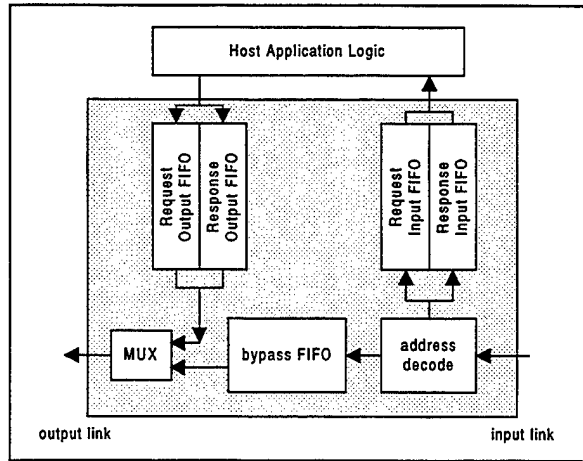 Host Application Logic
Request
Output FIFO
Response
Output FIFO
Request
Input FIFO
Response
Input FIFO
MUX
bypass FIFO
address
decode
output link
input link